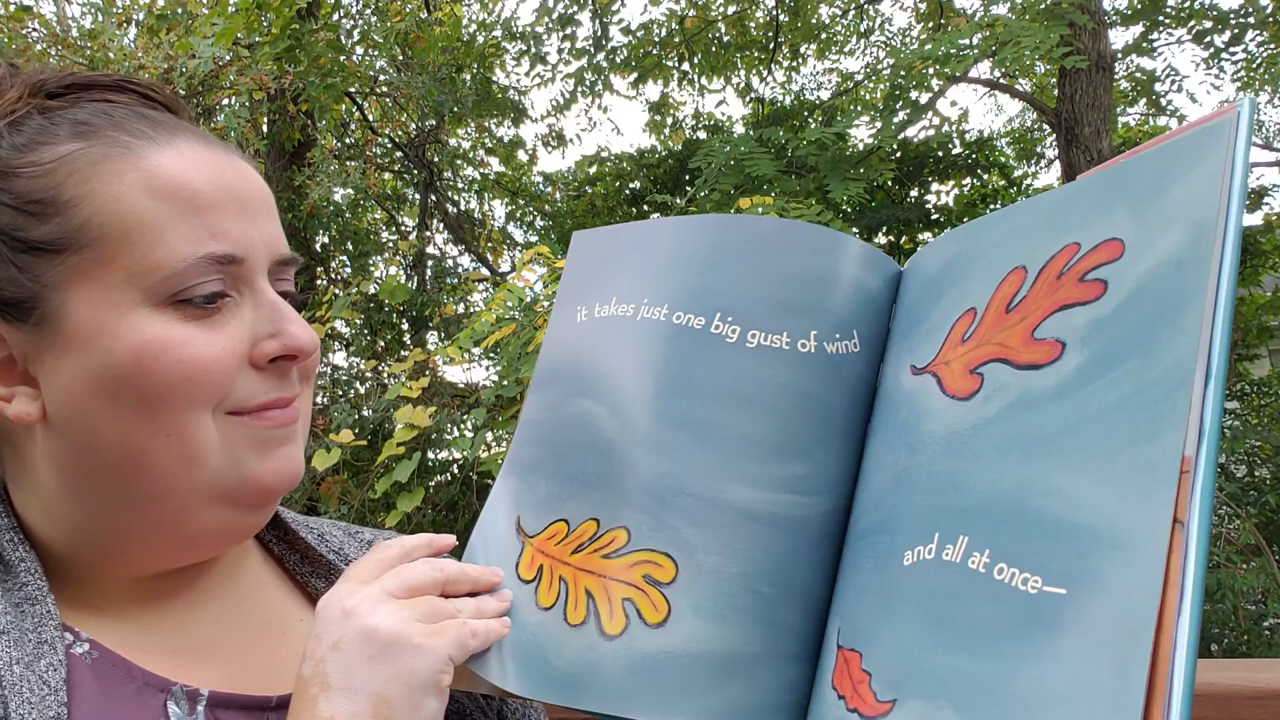 it takes just one big gust of wind
and all at once—